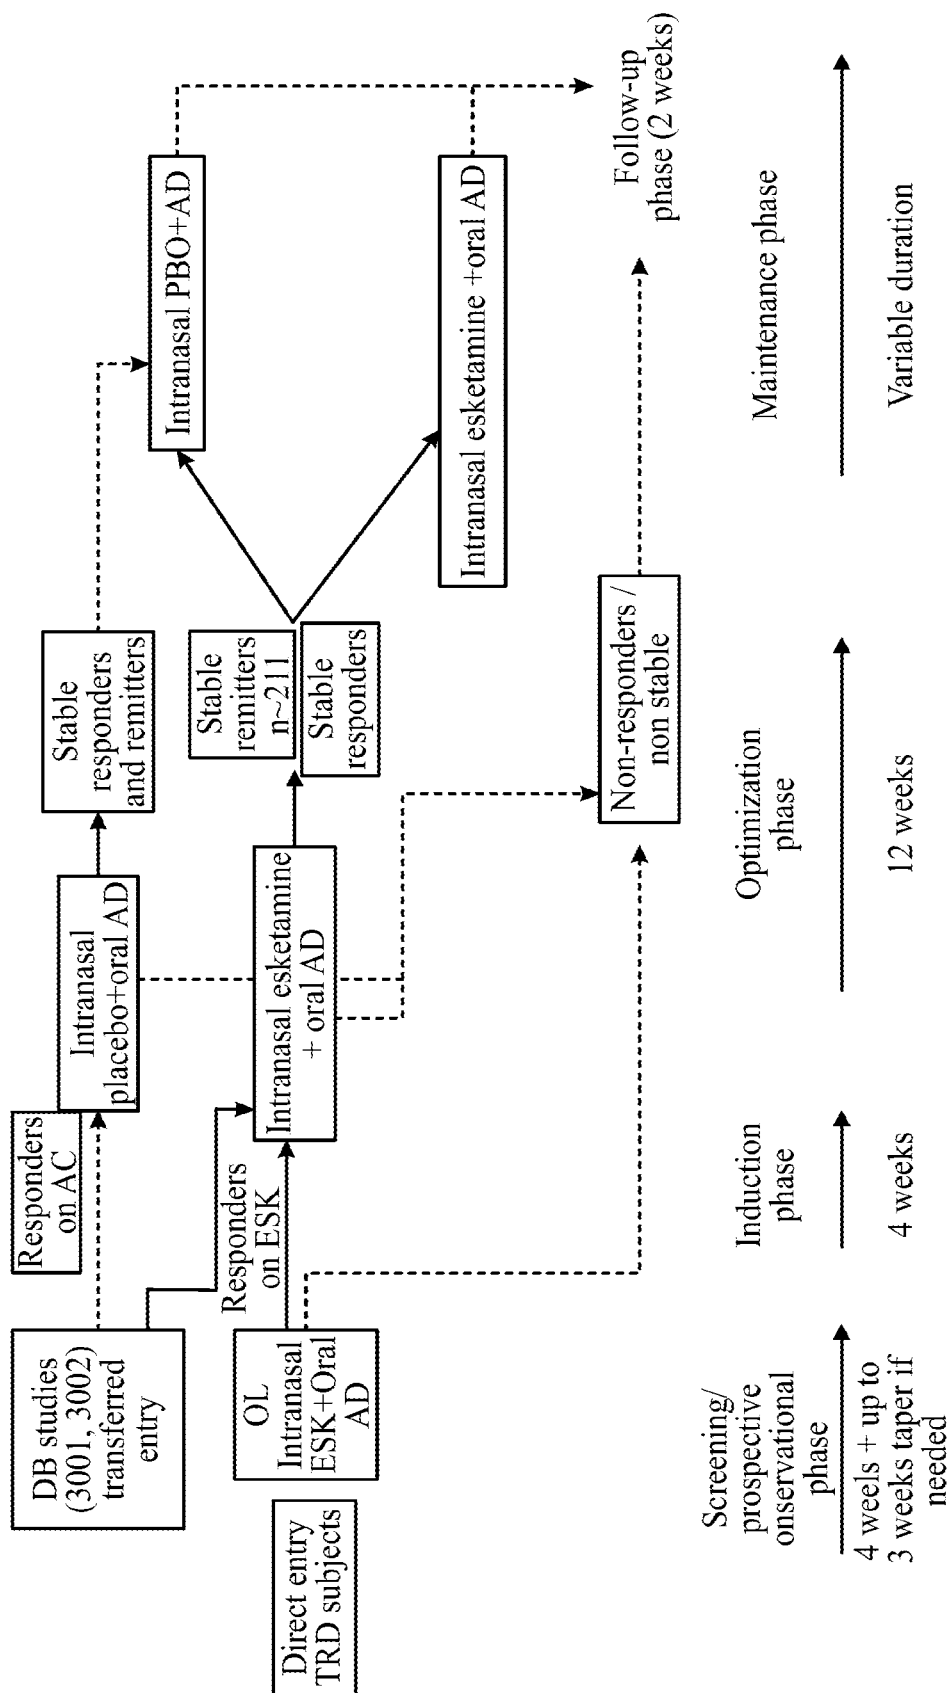 DB studies
(3001, 3002)
transferred
entry
Responders
on AC
Intranasal
placebo+oral AD
Stable
responders
and remitters
Intranasal PBO+AD
Direct entry
TRD subjects
OL
Intranasal
ESK+Oral
AD
Responders
on ESK
Intranasal esketamine
+ oral AD
Stable
remitters
n~211
Stable
responders
Intranasal esketamine +oral AD
Non-responders /
non stable
Follow-up
phase (2 weeks)
Screening/
prospective
onservational
phase
Induction
phase
Optimization
phase
Maintenance phase
4 weels + up to
3 weeks taper if
needed
4 weeks
12 weeks
Variable duration